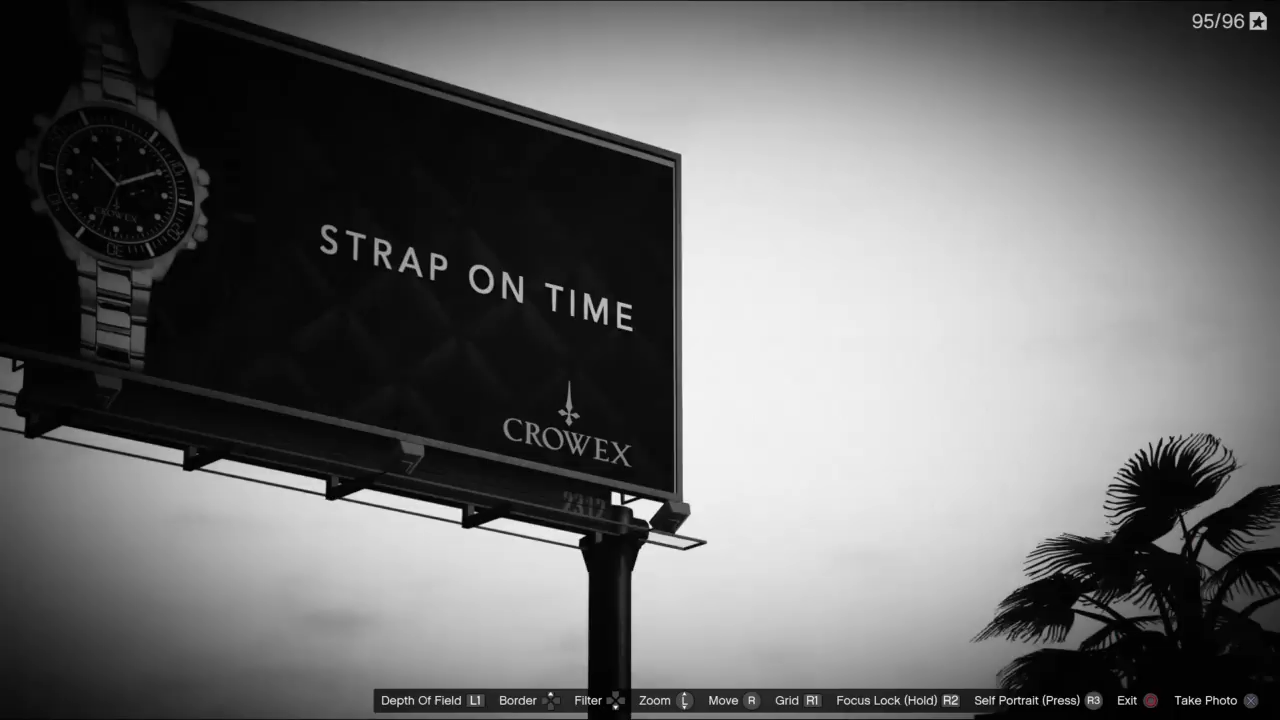 95/96
STRAP ON TIME
CROWEX
CROWEX
Depth Of Field L1 Border Filter Zoom L Move R Grid R1 Focus Lock (Hold) R2 Self Portrait (Press) R3 Exit Take Photo